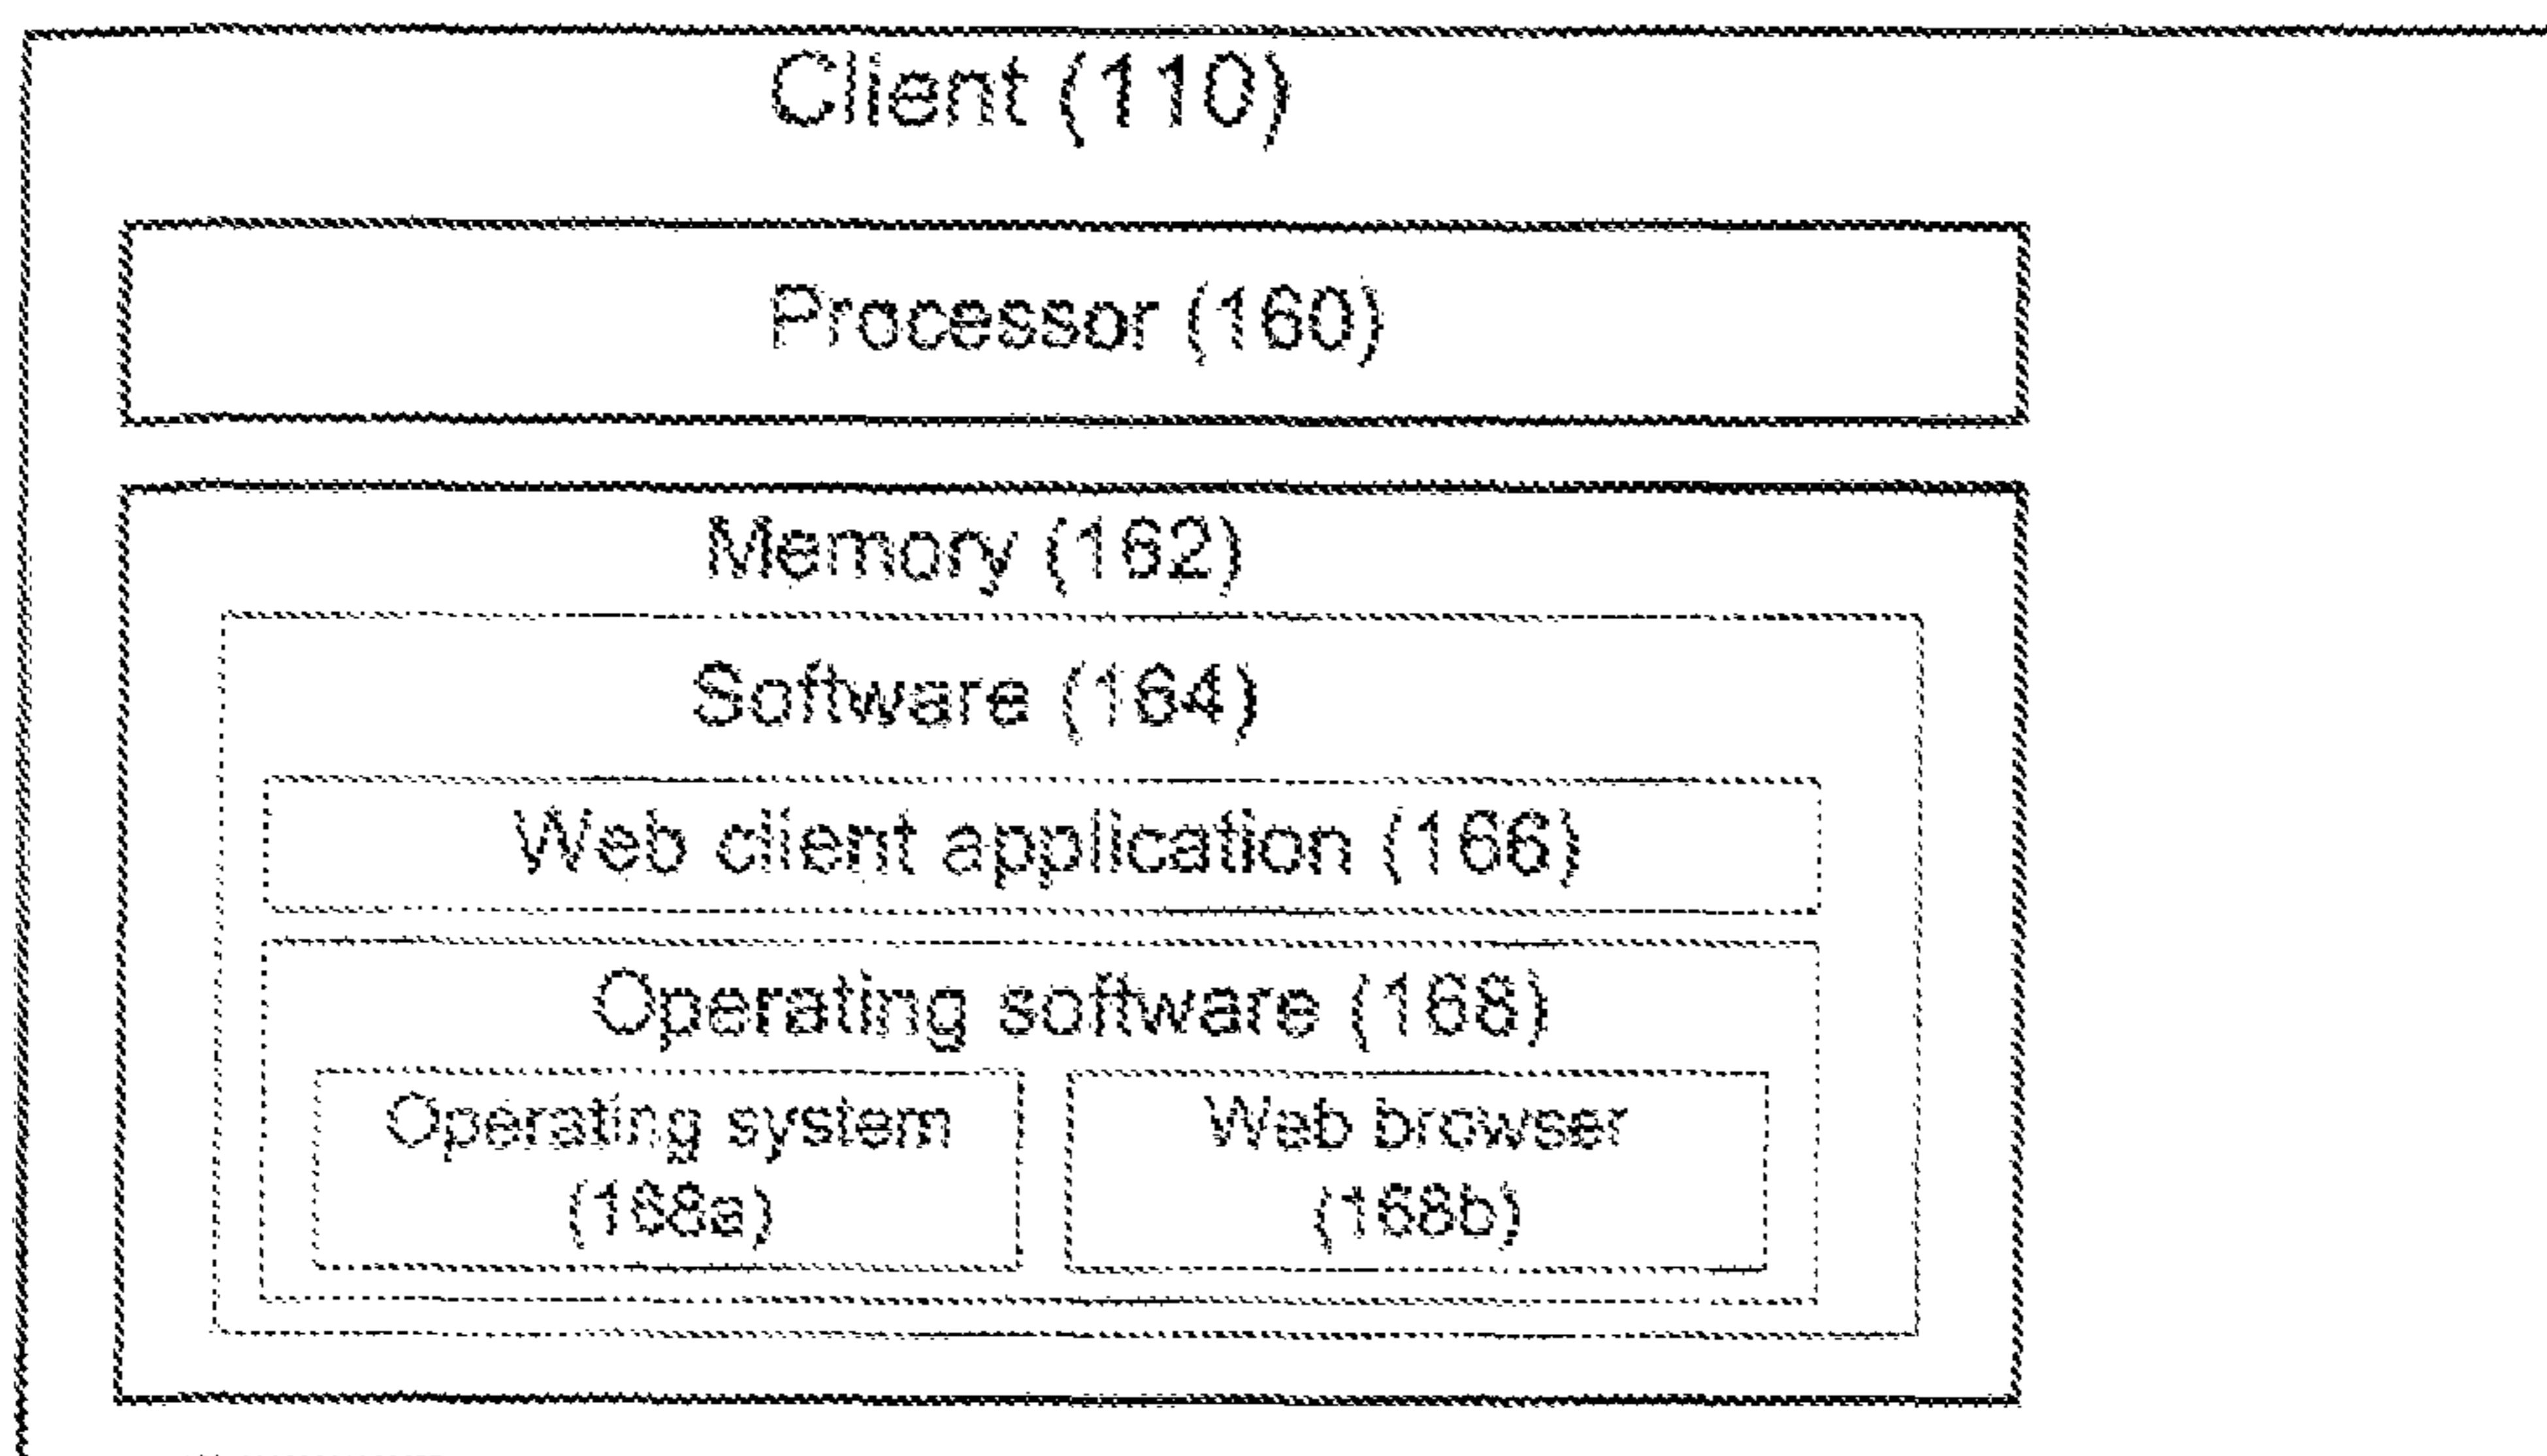 Client (110)
Processor (160)
Memory (162)
Software (164)
Web client application (166)
Operating software (168)
Operating system
(168a)
Web browser
(168b)